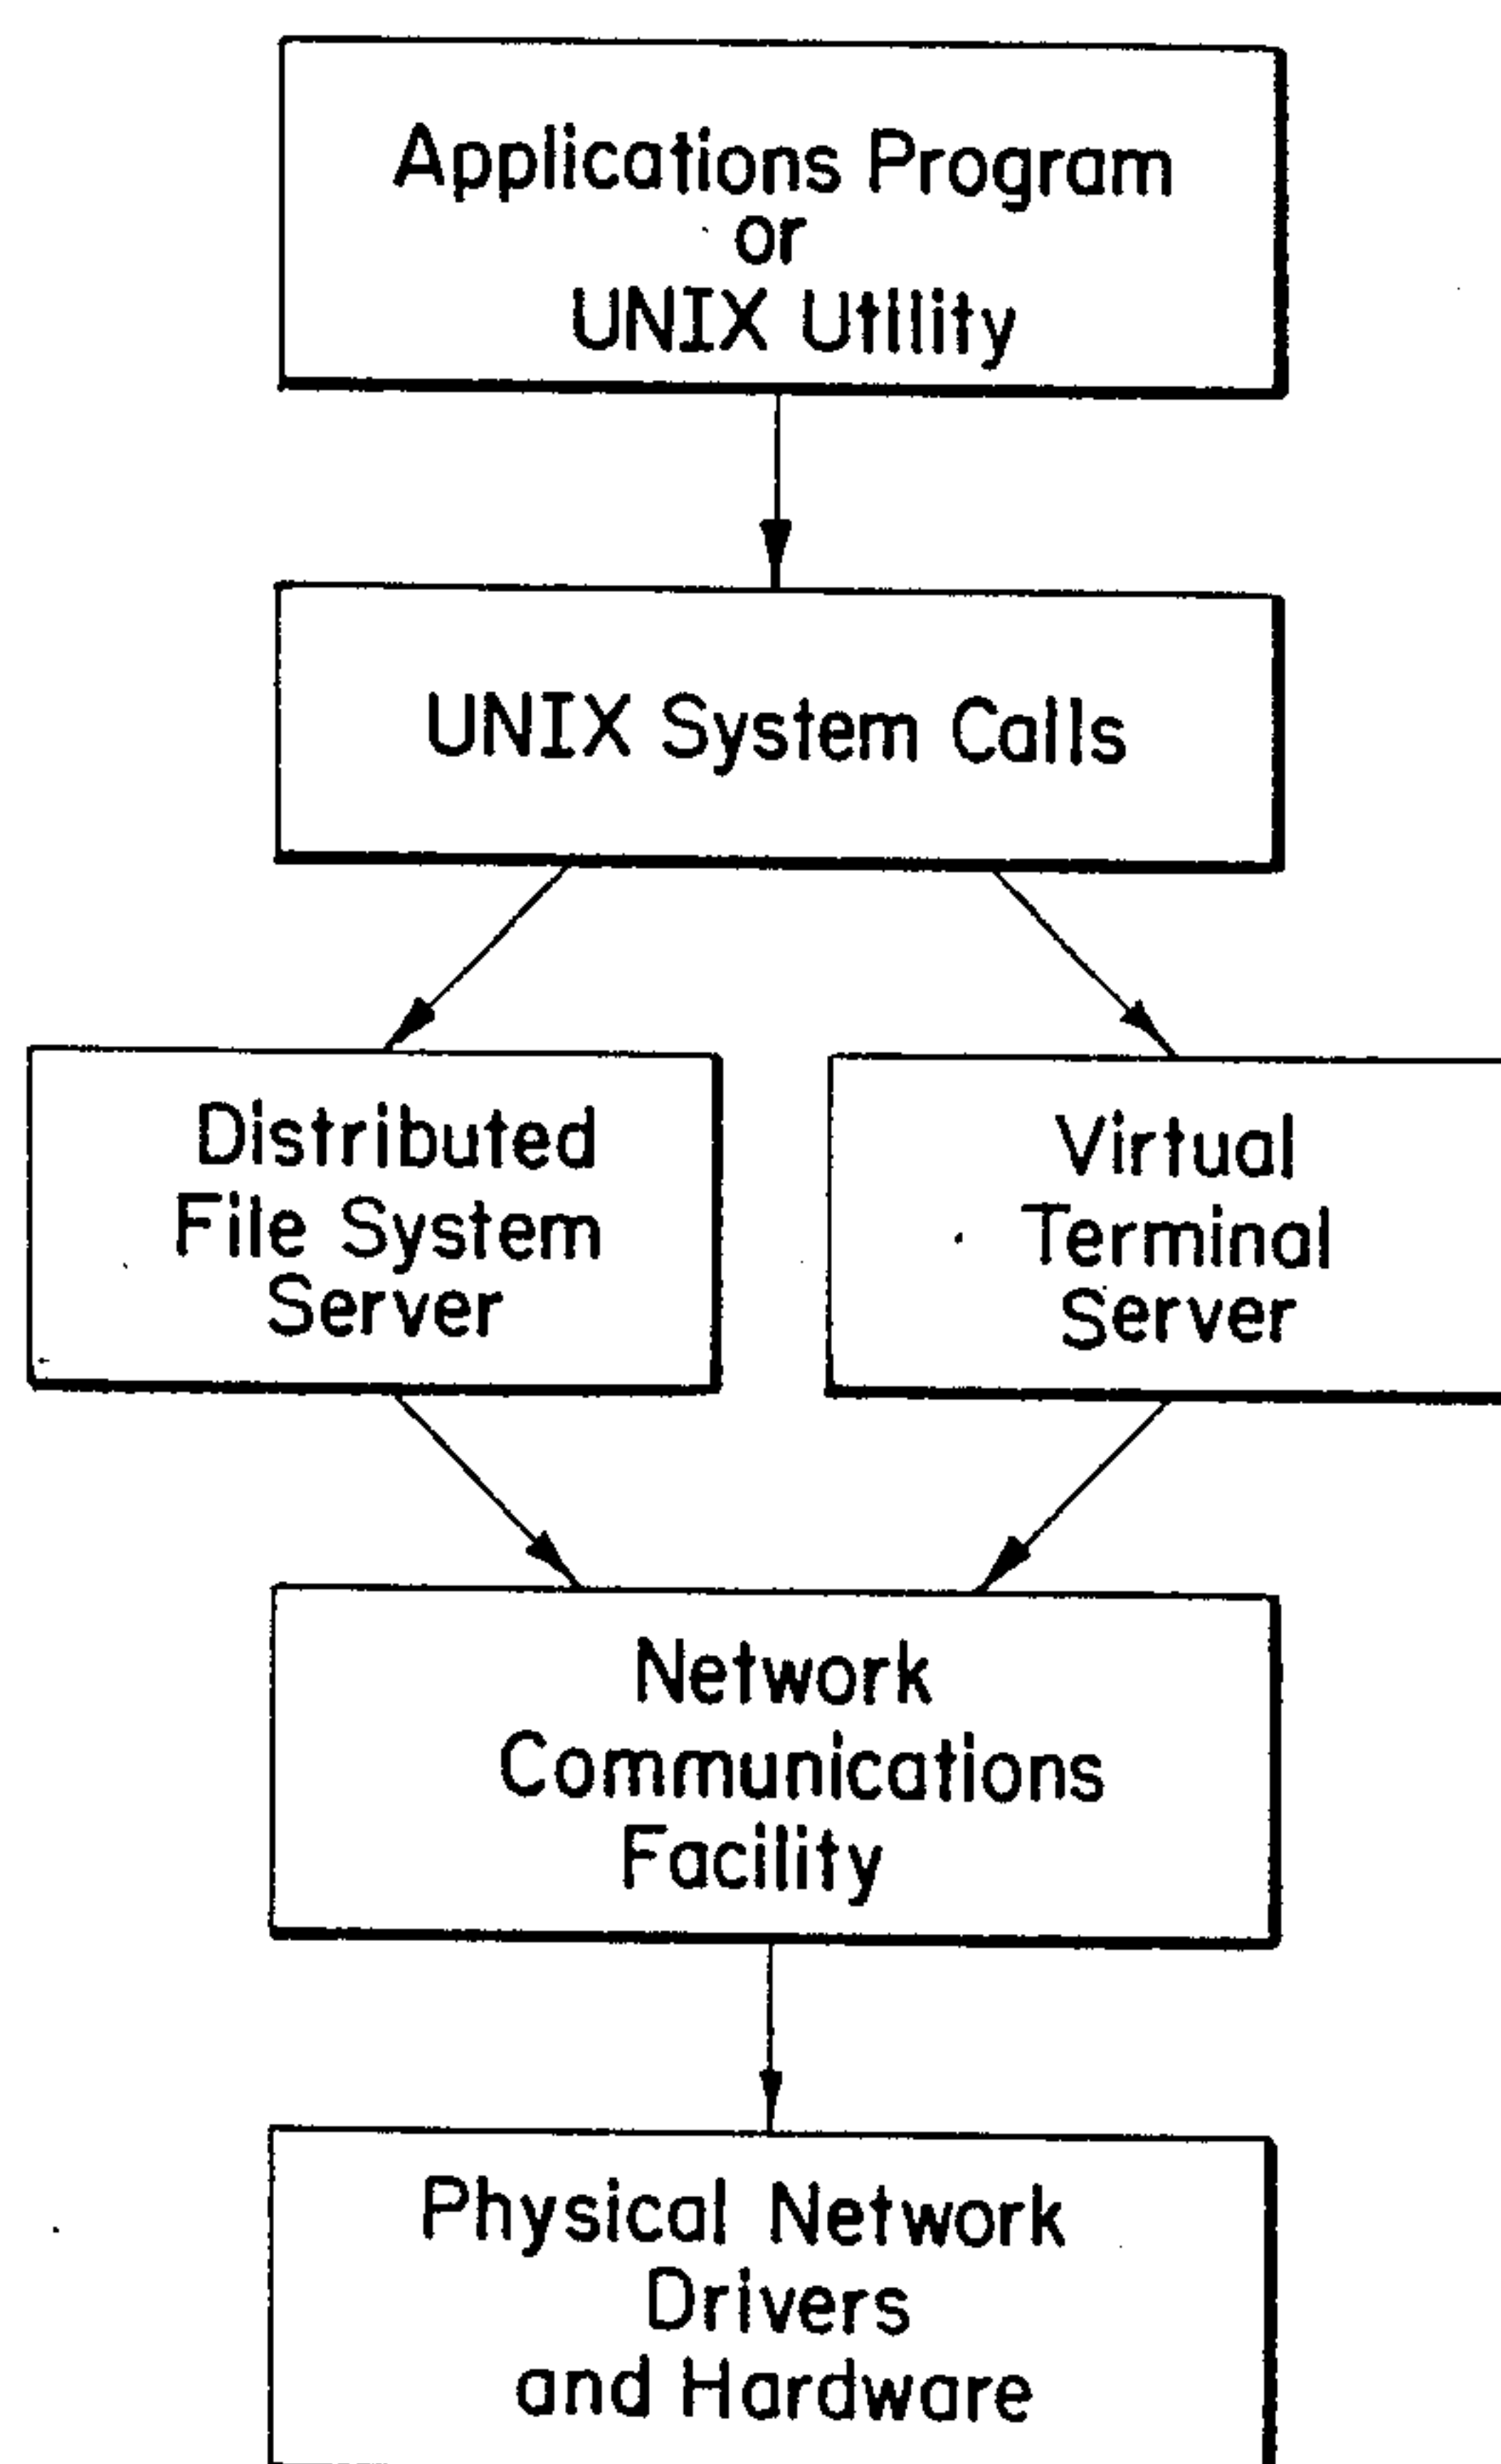 Applications Program
or
UNIX Utility
UNIX System Calls
Distributed
File System
Server
Virtual
Terminal
Server
Network
Communications
Facility
Physical Network
Drivers
and Hardware